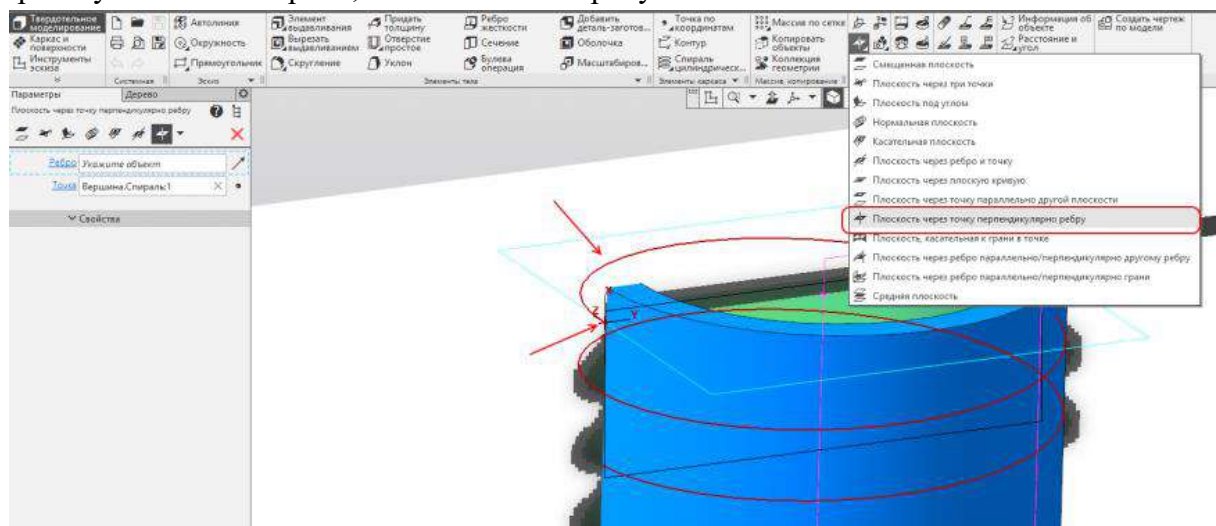 Твердотельное моделирование
Каркас и поверхности
Инструменты эскиза
Системная
Автолиния
Окружность
Прямоугольник
Эскиз
Элемент выдавливания
Вырезать выдавливанием
Скругление
Придать толщину
Отверстие простое
Уклон
Ребро жесткости
Сечение
Булева операция
Добавить деталь-заготов...
Оболочка
Масштабиров...
Элементы тела
Точка по координатам
Контур
Спираль цилиндрическ...
Элементы каркаса
Массив по сетке
Копировать объекты
Коллекция геометрии
Массив, копирование
Информация об объекте
Расстояние и угол
Создать чертеж по модели
Параметры
Дерево
Плоскость через точку перпендикулярно ребру
Ребро Укажите объект
Точка Вершина.Спираль:1
Свойства
Смещенная плоскость
Плоскость через три точки
Плоскость под углом
Нормальная плоскость
Касательная плоскость
Плоскость через ребро и точку
Плоскость через плоскую кривую
Плоскость через точку параллельно другой плоскости
Плоскость через точку перпендикулярно ребру
Плоскость, касательная к грани в точке
Плоскость через ребро параллельно/перпендикулярно другому ребру
Плоскость через ребро параллельно/перпендикулярно грани
Средняя плоскость
X
Z
Y